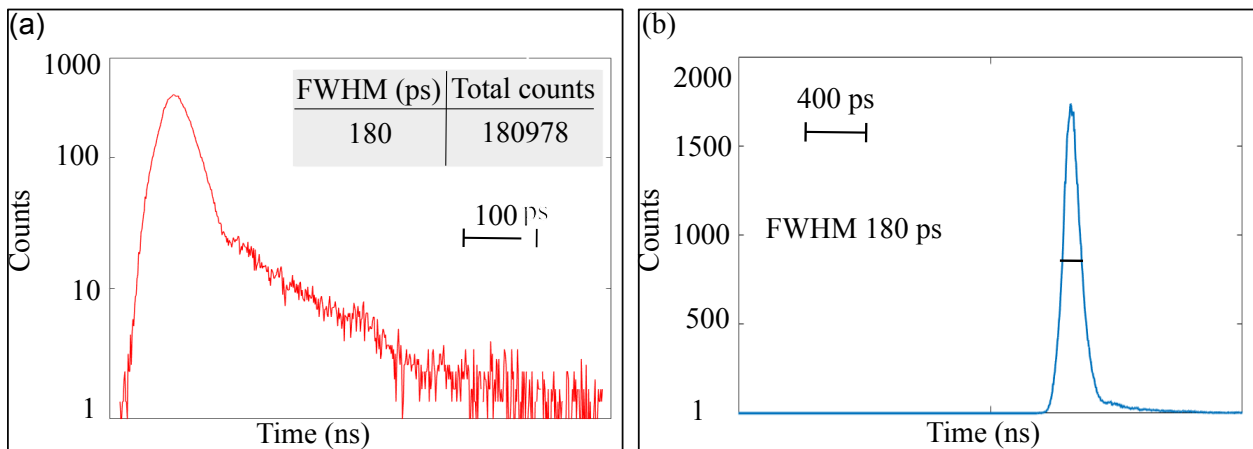 (a)
1000
100
10
1
Counts
FWHM (ps) Total counts
180 180978
100 ps
Time (ns)
(b)
2000
1500
1000
500
1
Counts
400 ps
FWHM 180 ps
Time (ns)